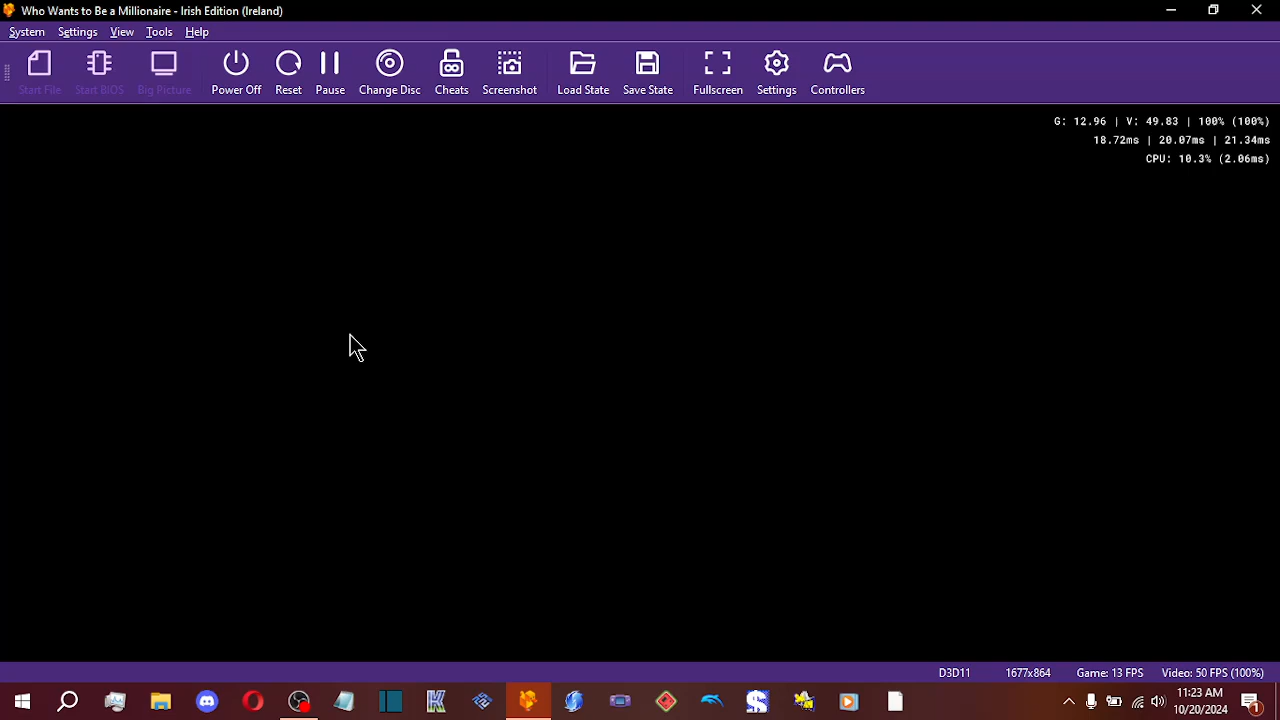 Who Wants to Be a Millionaire - Irish Edition (Ireland)
System Settings View Tools Help
Start File Start BIOS Big Picture Power Off Reset Pause Change Disc Cheats Screenshot Load State Save State Fullscreen Settings Controllers
G: 12.96 | V: 49.83 | 100% (100%)
18.72ms | 20.07ms | 21.34ms
CPU: 10.3% (2.06ms)
D3D11 1677x864 Game: 13 FPS Video: 50 FPS (100%)
11:23 AM
10/20/2024
1